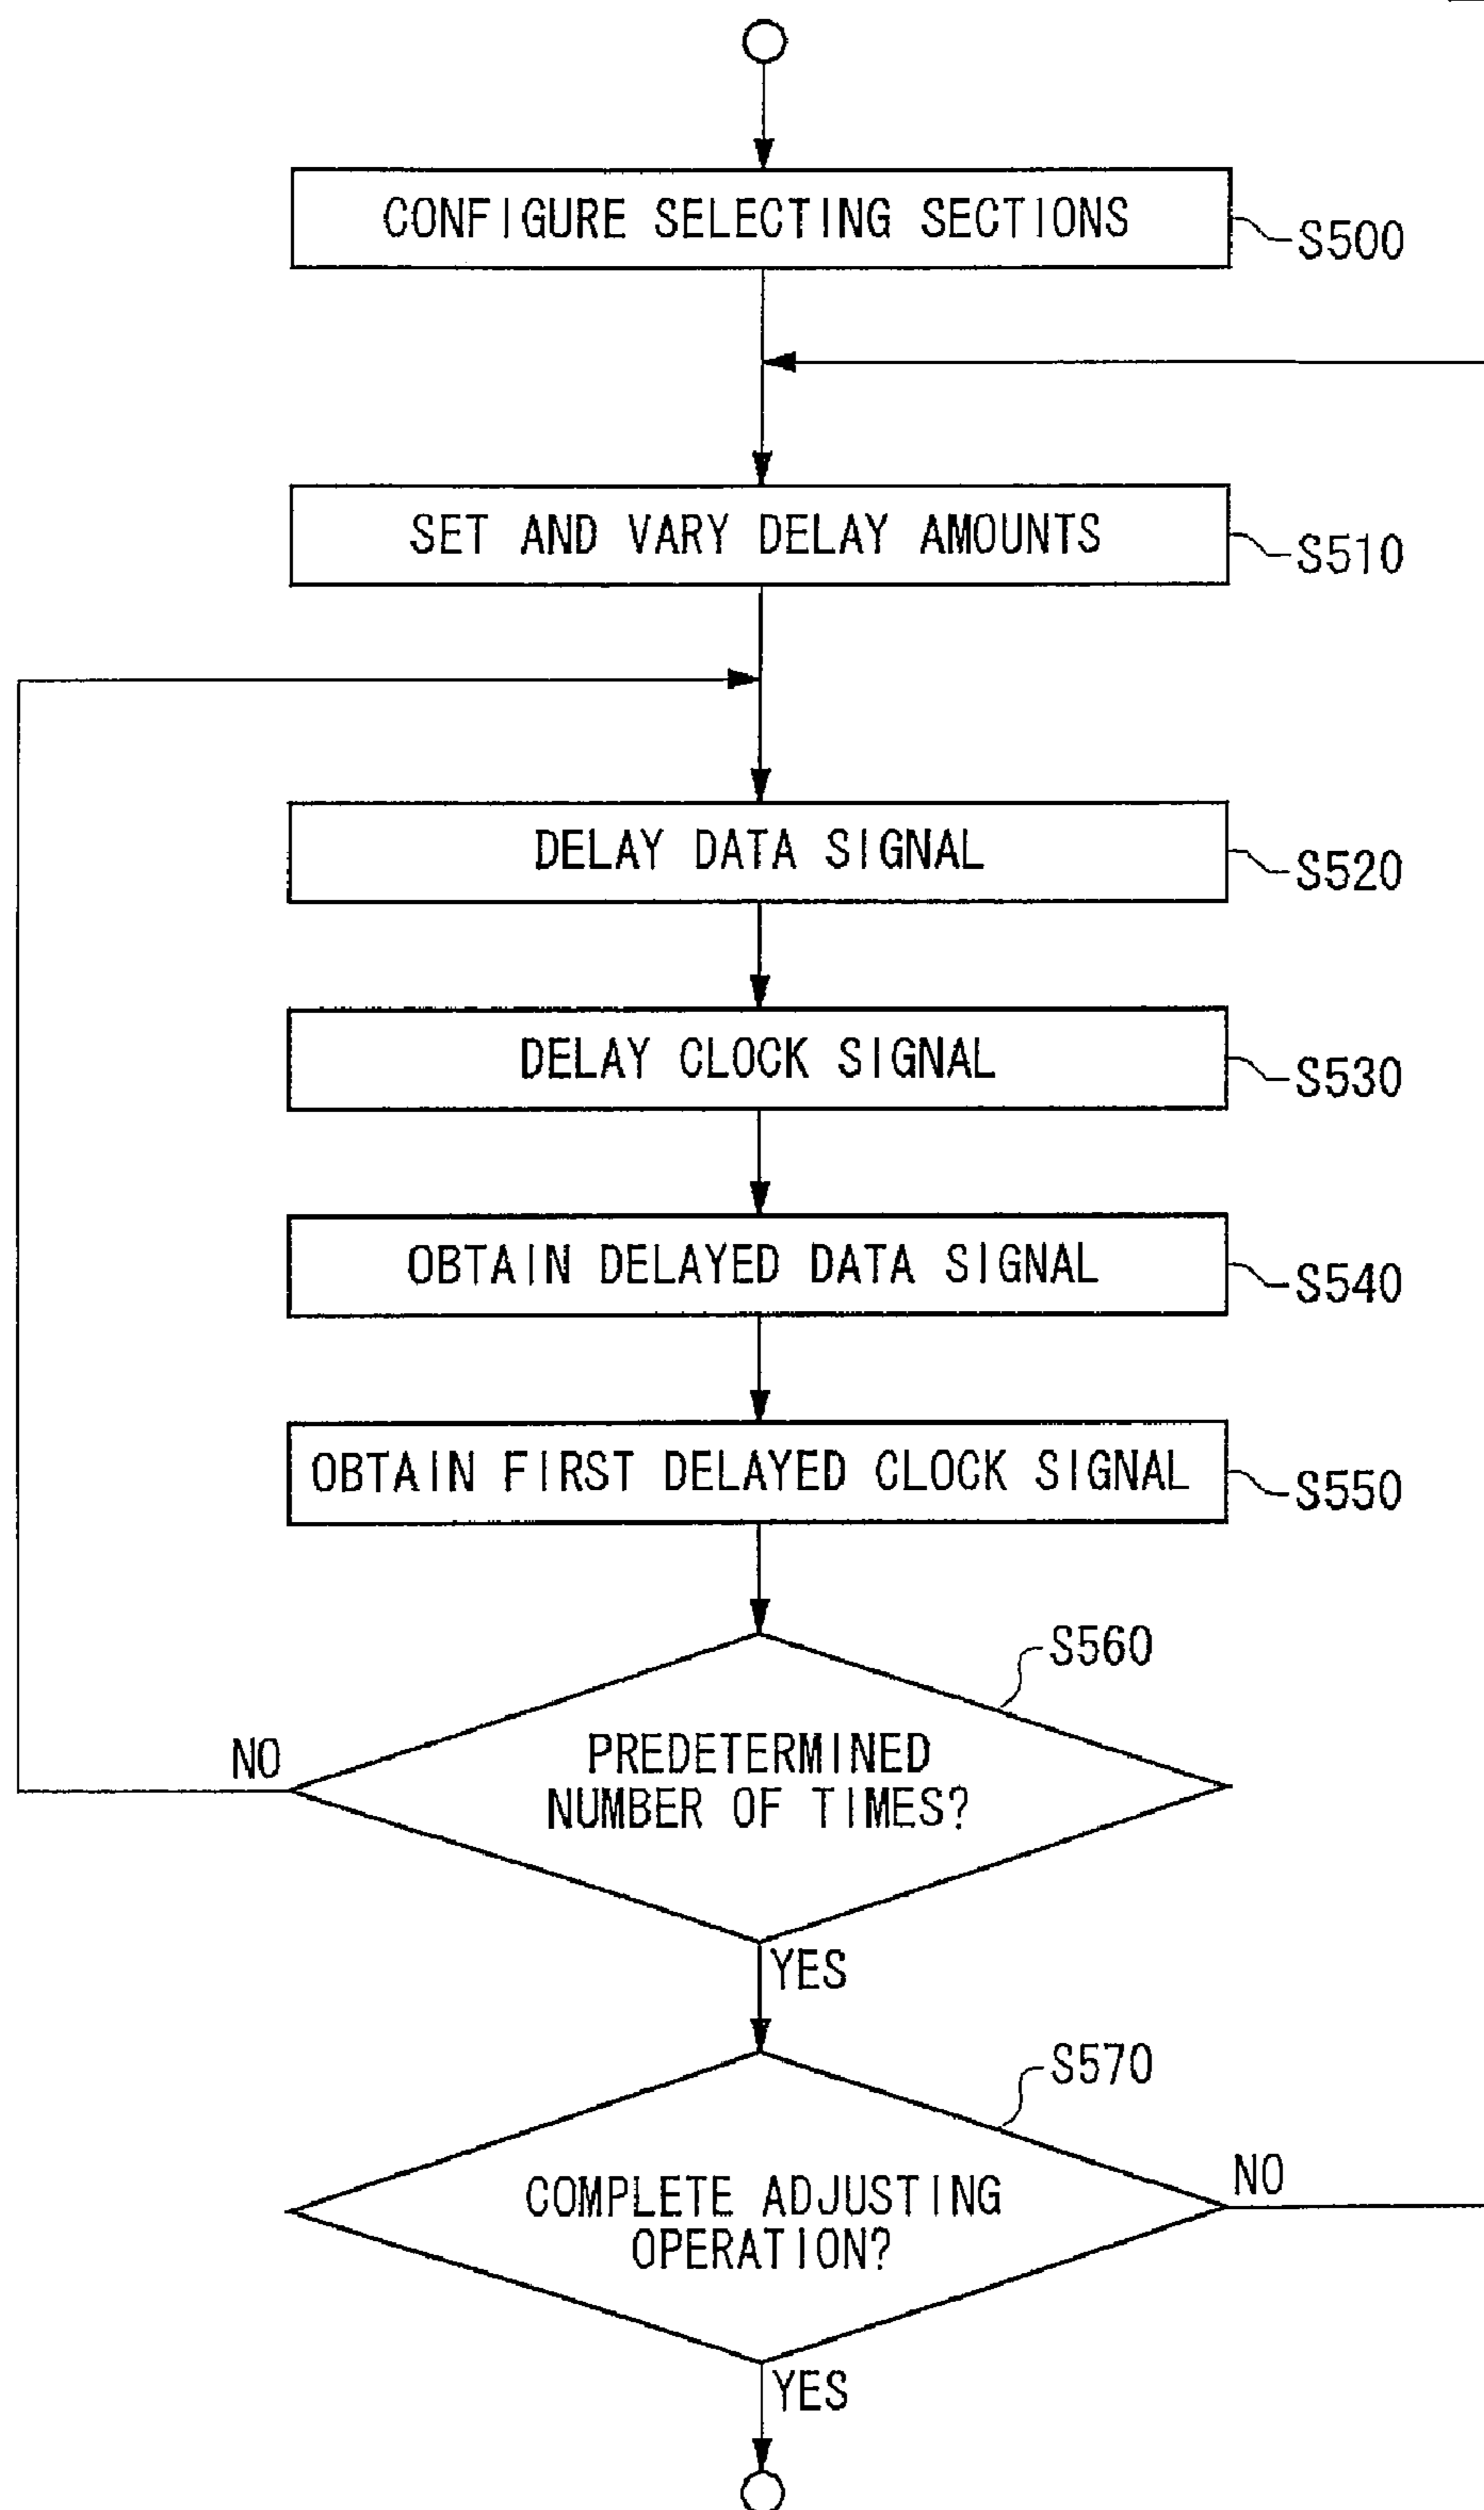 CONFIGURE SELECTING SECTIONS
S500
SET AND VARY DELAY AMOUNTS
S510
DELAY DATA SIGNAL
S520
DELAY CLOCK SIGNAL
S530
OBTAIN DELAYED DATA SIGNAL
S540
OBTAIN FIRST DELAYED CLOCK SIGNAL
S550
S560
NO
PREDETERMINED
NUMBER OF TIMES?
YES
S570
NO
COMPLETE ADJUSTING
OPERATION?
YES